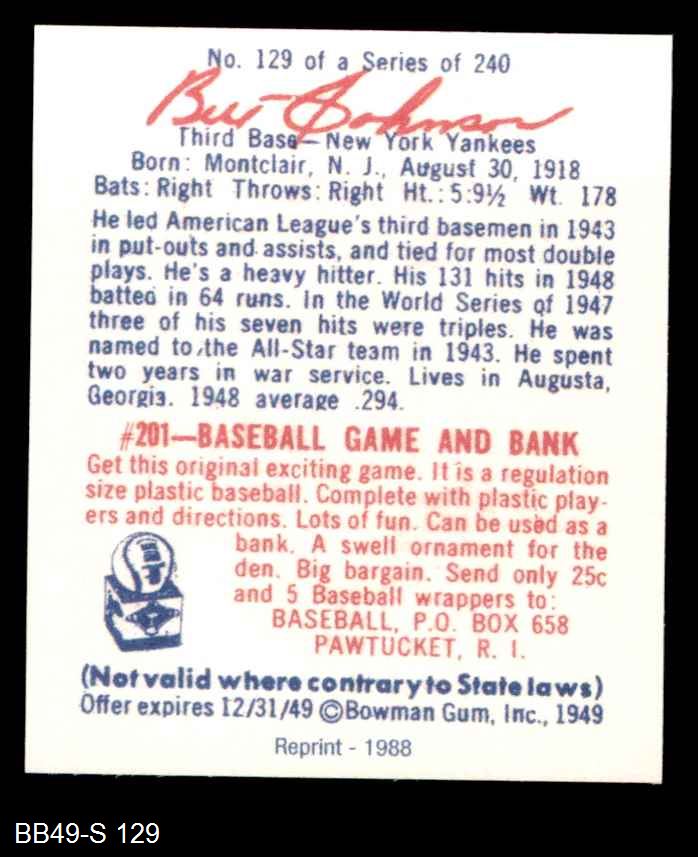 No. 129 of a Series of 240
Bill Johnson
Third Base—New York Yankees
Born: Montclair, N. J., August 30, 1918
Bats: Right Throws: Right Ht.: 5:9½ Wt. 178
He led American League's third basemen in 1943
in put-outs and assists, and tied for most double
plays. He's a heavy hitter. His 131 hits in 1948
batted in 64 runs. In the World Series of 1947
three of his seven hits were triples. He was
named to the All-Star team in 1943. He spent
two years in war service. Lives in Augusta,
Georgia. 1948 average .294.
#201—BASEBALL GAME AND BANK
Get this original exciting game. It is a regulation
size plastic baseball. Complete with plastic play-
ers and directions. Lots of fun. Can be used as a
bank. A swell ornament for the
den. Big bargain. Send only 25c
and 5 Baseball wrappers to:
BASEBALL, P.O. BOX 658
PAWTUCKET, R. I.
(Not valid where contrary to State laws)
Offer expires 12/31/49 ©Bowman Gum, Inc., 1949
Reprint - 1988
BB49-S 129